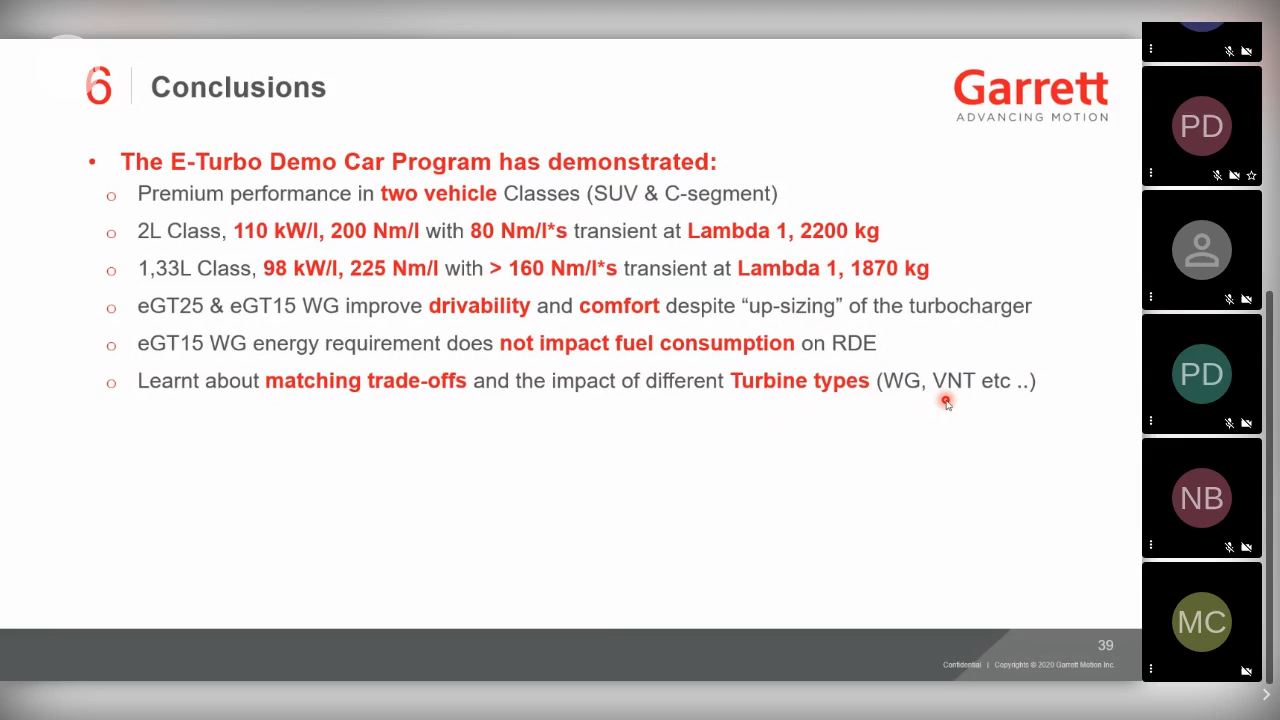 6 Conclusions
Garrett
ADVANCING MOTION
• The E-Turbo Demo Car Program has demonstrated:
o Premium performance in two vehicle Classes (SUV & C-segment)
o 2L Class, 110 kW/l, 200 Nm/l with 80 Nm/l*s transient at Lambda 1, 2200 kg
o 1,33L Class, 98 kW/l, 225 Nm/l with > 160 Nm/l*s transient at Lambda 1, 1870 kg
o eGT25 & eGT15 WG improve drivability and comfort despite “up-sizing” of the turbocharger
o eGT15 WG energy requirement does not impact fuel consumption on RDE
o Learnt about matching trade-offs and the impact of different Turbine types (WG, VNT etc ..)
39
Confidential | Copyrights © 2020 Garrett Motion Inc.
PD
PD
NB
MC